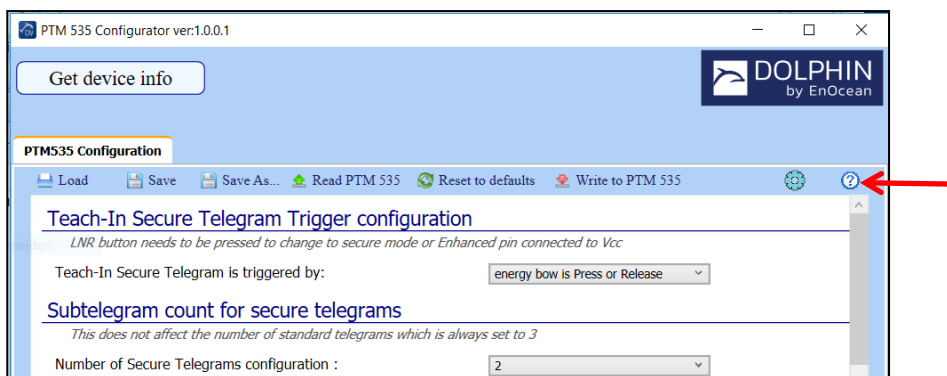 PTM 535 Configurator ver:1.0.0.1
Get device info
DOLPHIN
by EnOcean
PTM535 Configuration
Load Save Save As... Read PTM 535 Reset to defaults Write to PTM 535
Teach-In Secure Telegram Trigger configuration
LNR button needs to be pressed to change to secure mode or Enhanced pin connected to Vcc
Teach-In Secure Telegram is triggered by: energy bow is Press or Release
Subtelegram count for secure telegrams
This does not affect the number of standard telegrams which is always set to 3
Number of Secure Telegrams configuration : 2